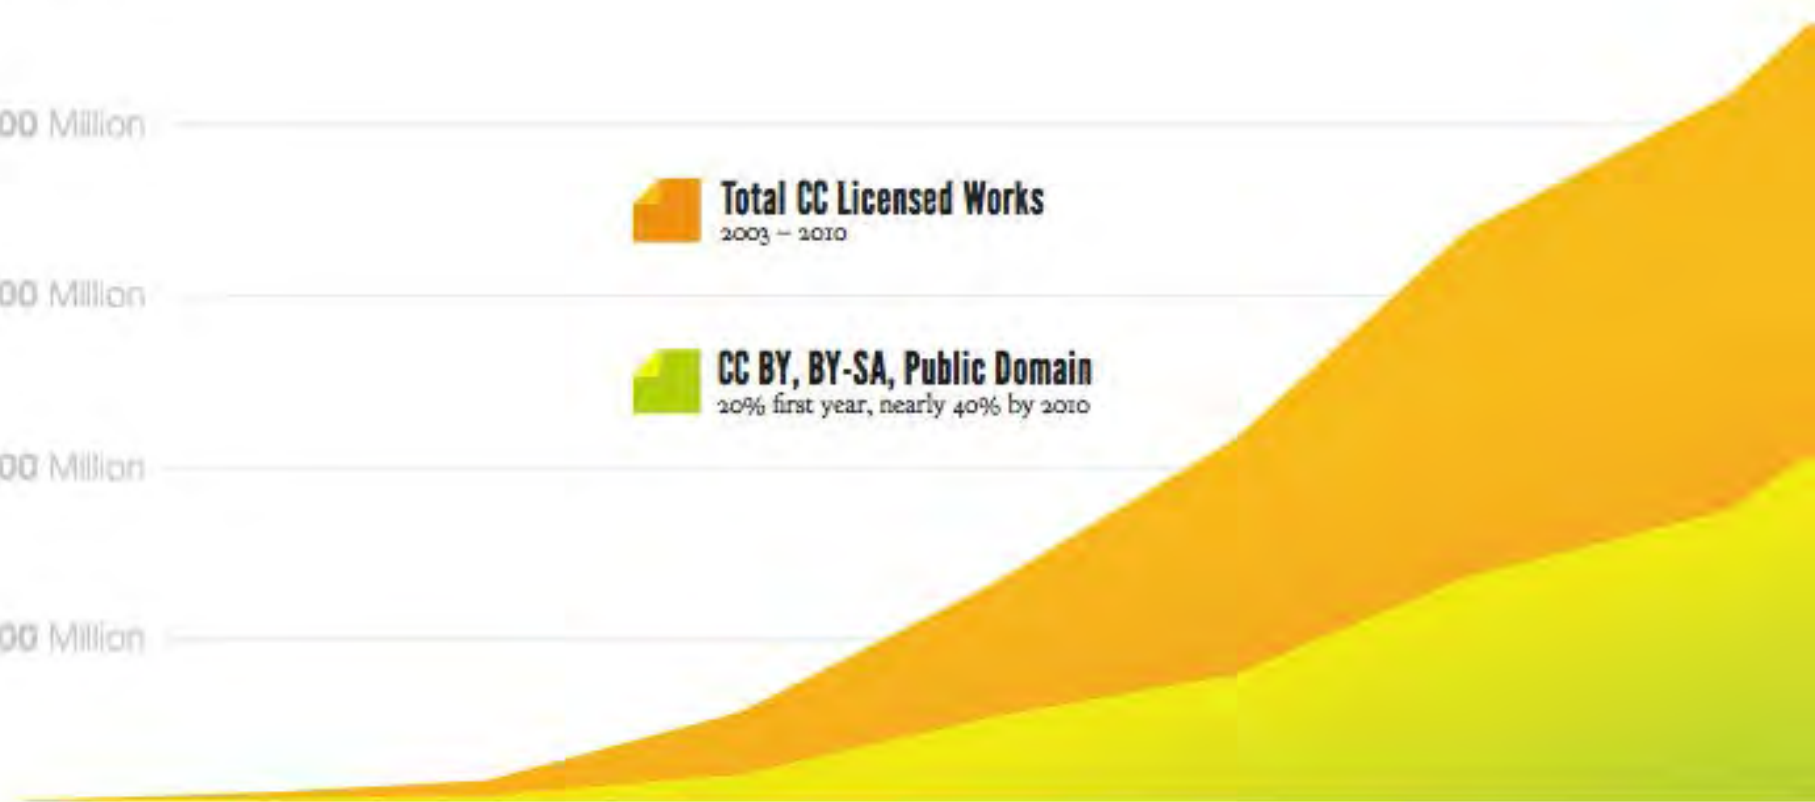 00 Million
Total CC Licensed Works
2003 – 2010
00 Million
CC BY, BY-SA, Public Domain
20% first year, nearly 40% by 2010
00 Million
00 Million